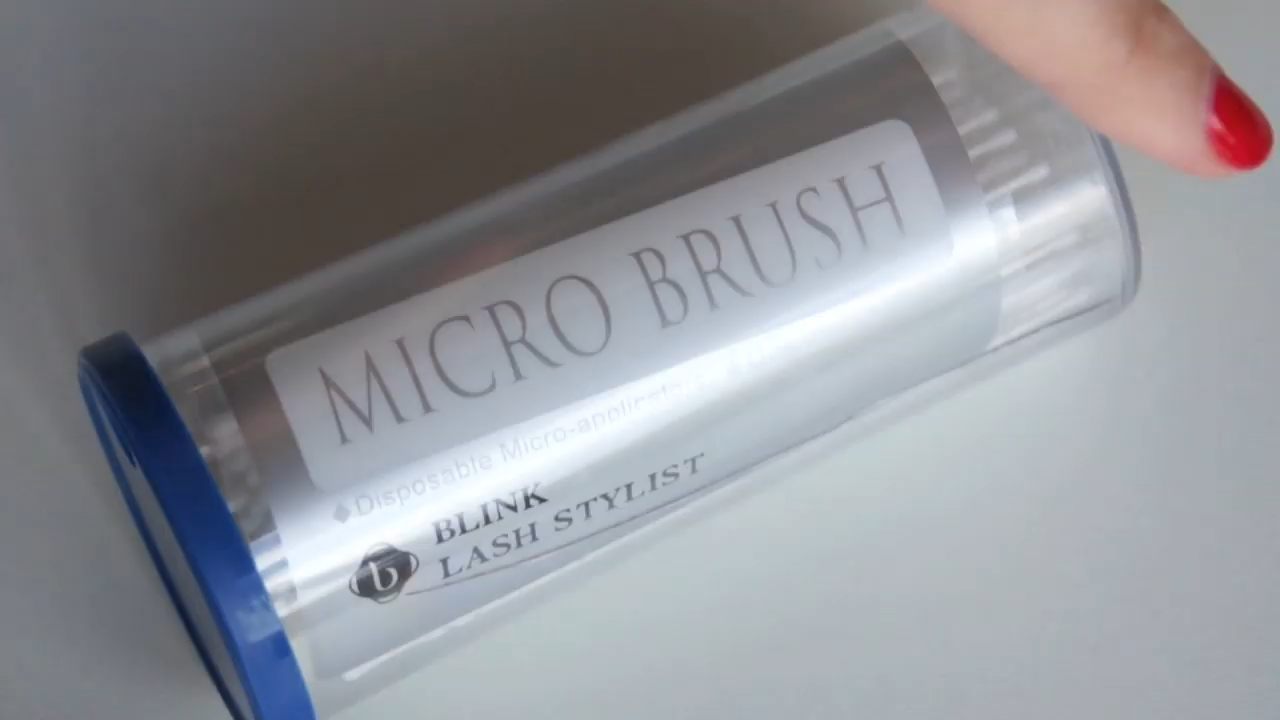 MICRO BRUSH
◆Disposable Micro-applicator
BLINK
LASH STYLIST
b